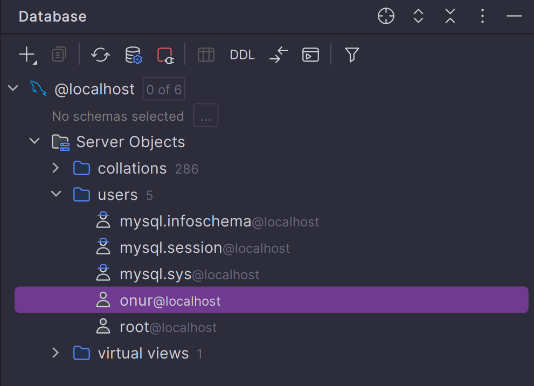 Database
DDL
@localhost 0 of 6
No schemas selected ...
Server Objects
collations 286
users 5
mysql.infoschema@localhost
mysql.session@localhost
mysql.sys@localhost
onur@localhost
root@localhost
virtual views 1